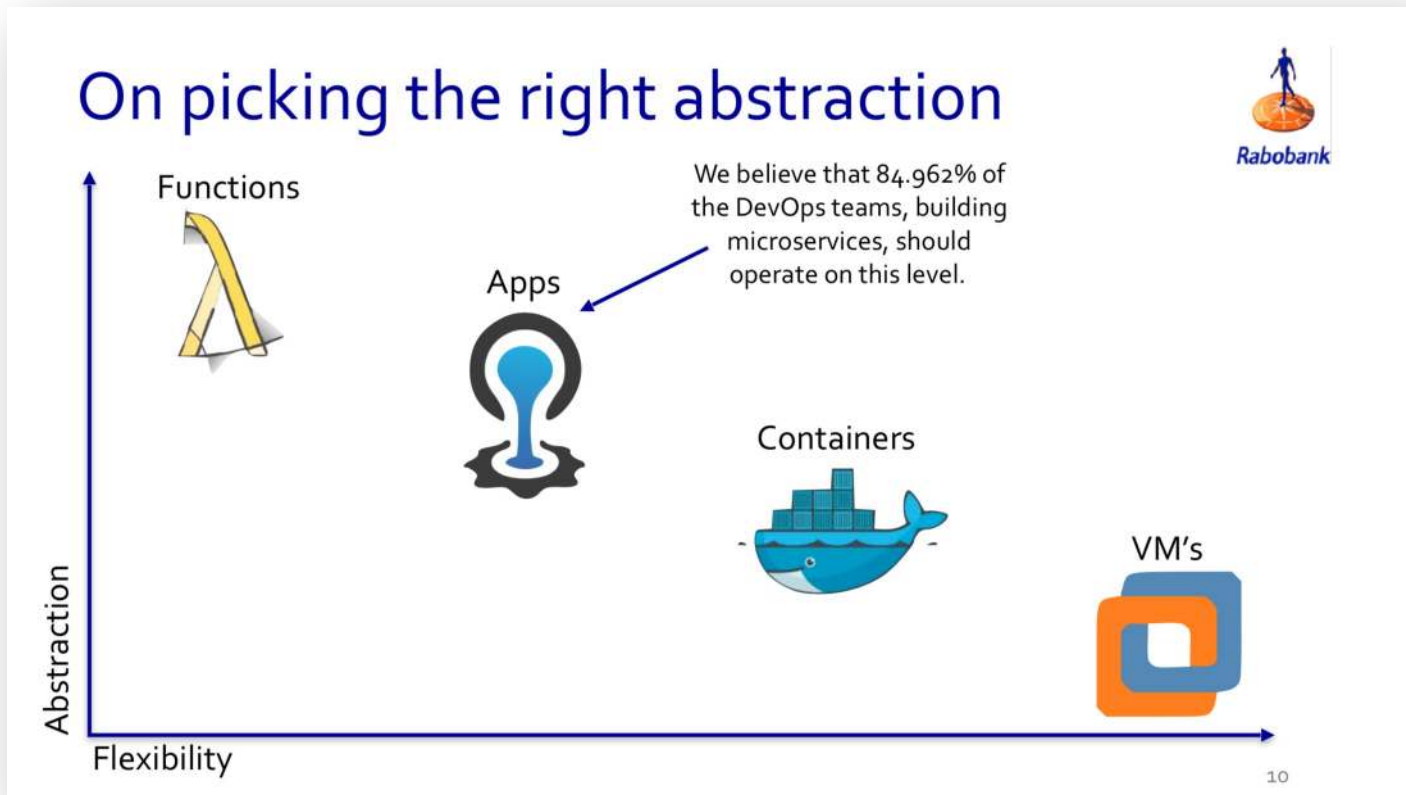 On picking the right abstraction
Rabobank
Functions
We believe that 84.962% of
the DevOps teams, building
microservices, should
operate on this level.
Apps
Containers
VM's
Abstraction
Flexibility
10